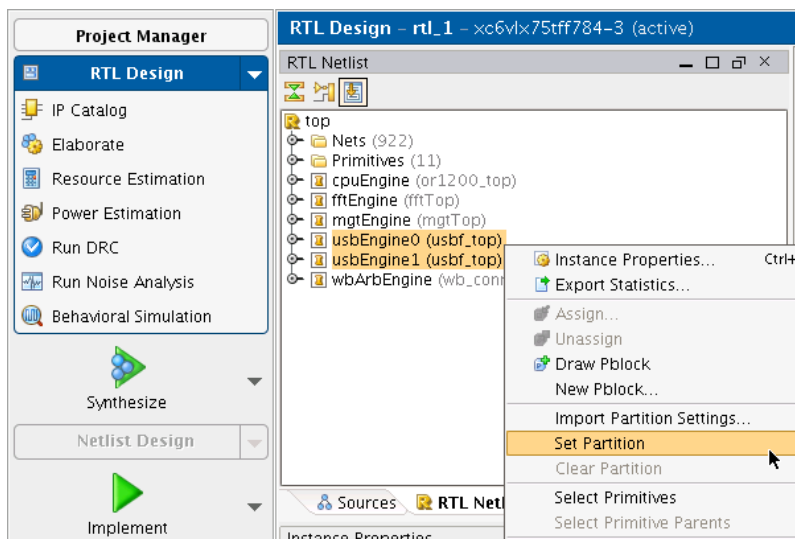 Project Manager
RTL Design
IP Catalog
Elaborate
Resource Estimation
Power Estimation
Run DRC
Run Noise Analysis
Behavioral Simulation
Synthesize
Netlist Design
Implement
RTL Design – rtl_1 – xc6vlx75tff784-3 (active)
RTL Netlist
top
Nets (922)
Primitives (11)
cpuEngine (or1200_top)
fftEngine (fftTop)
mgtEngine (mgtTop)
usbEngine0 (usbf_top)
usbEngine1 (usbf_top)
wbArbEngine (wb_conn
Instance Properties... Ctrl+
Export Statistics...
Assign...
Unassign
Draw Pblock
New Pblock...
Import Partition Settings...
Set Partition
Clear Partition
Select Primitives
Select Primitive Parents
Sources RTL Netl
Instance Properties